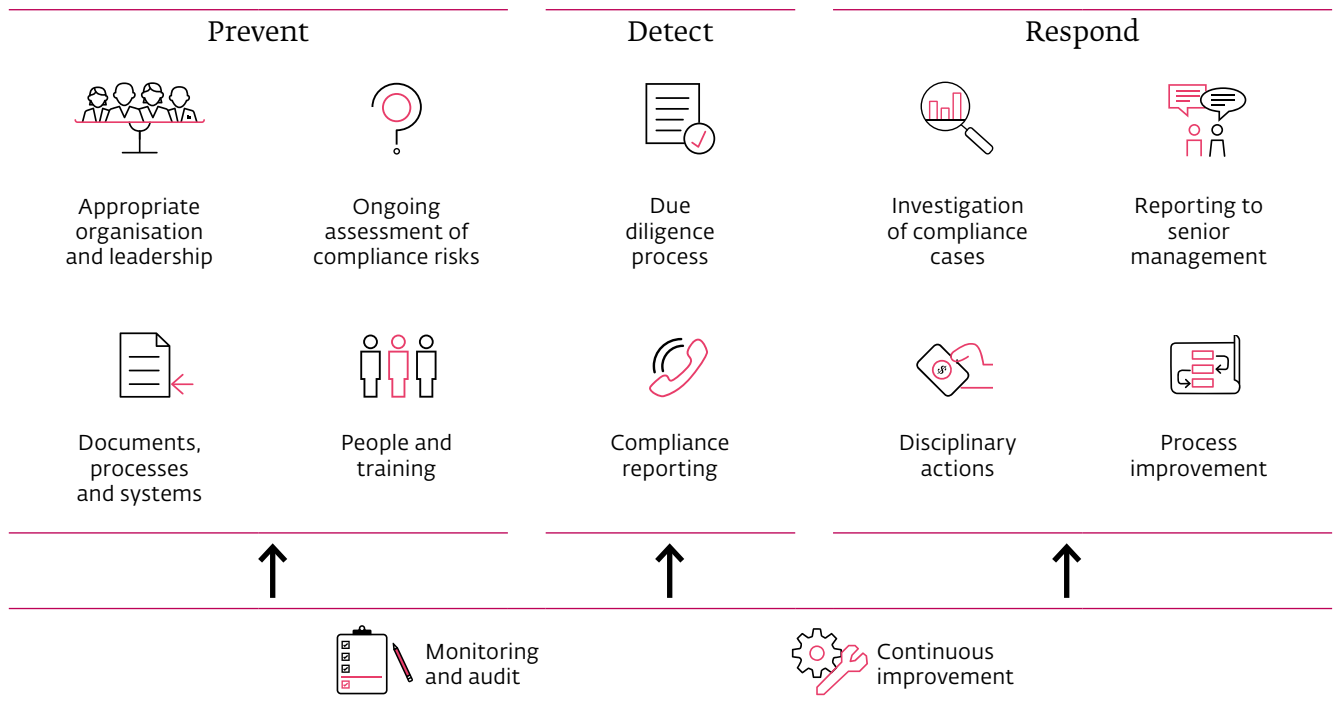 Prevent
Appropriate
organisation
and leadership
Ongoing
assessment of
compliance risks
Documents,
processes
and systems
People and
training
Detect
Due
diligence
process
Compliance
reporting
Respond
Investigation
of compliance
cases
Reporting to
senior
management
Disciplinary
actions
Process
improvement
Monitoring
and audit
Continuous
improvement